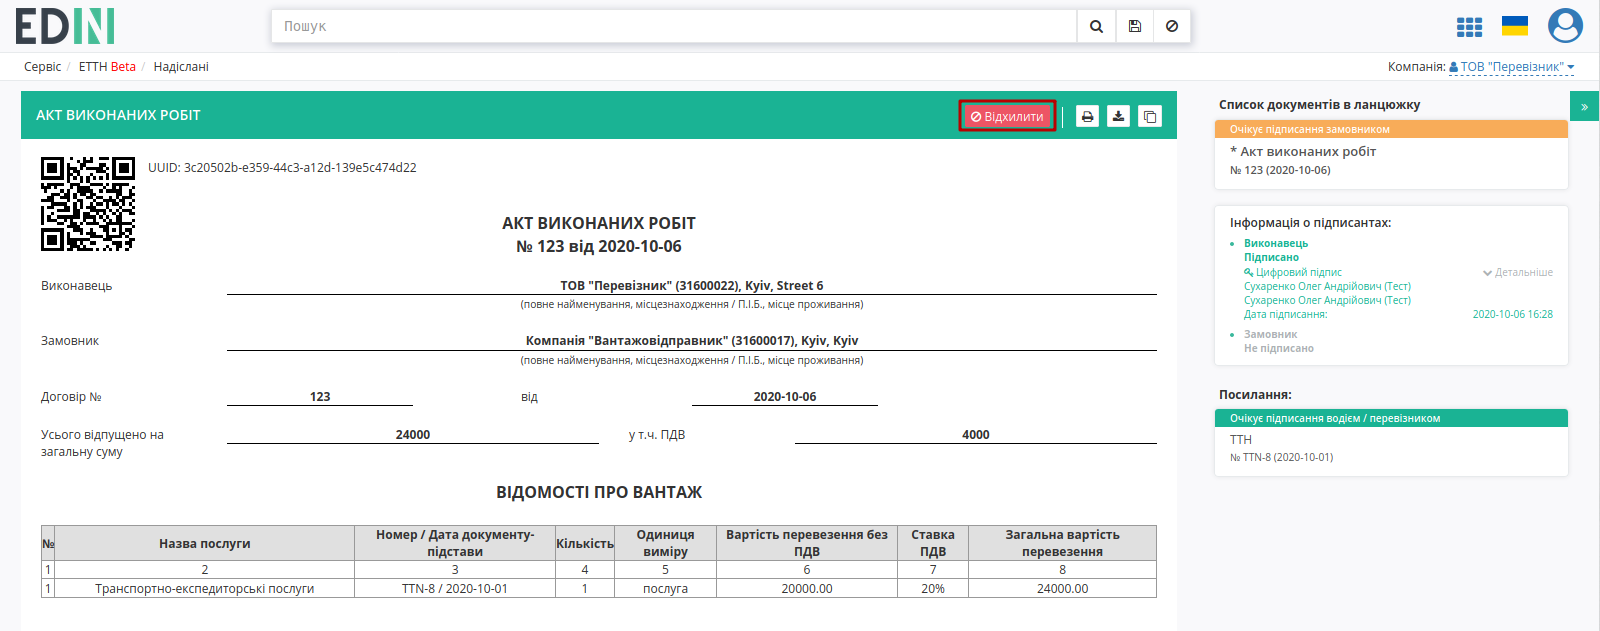 EDIN
Пошук
Сервіс / ЕТТН Beta / Надіслані
Компанія: ТОВ "Перевізник"
АКТ ВИКОНАНИХ РОБІТ
Відхилити
UUID: 3c20502b-e359-44c3-a12d-139e5c474d22
АКТ ВИКОНАНИХ РОБІТ
№ 123 від 2020-10-06
Виконавець
ТОВ "Перевізник" (31600022), Kyiv, Street 6
(повне найменування, місцезнаходження / П.І.Б., місце проживання)
Замовник
Компанія "Вантажовідправник" (31600017), Kyiv, Kyiv
(повне найменування, місцезнаходження / П.І.Б., місце проживання)
Договір № 123 від 2020-10-06
Усього відпущено на загальну суму 24000 у т.ч. ПДВ 4000
ВІДОМОСТІ ПРО ВАНТАЖ
№ Назва послуги Номер / Дата документу-підстави Кількість Одиниця виміру Вартість перевезення без ПДВ Ставка ПДВ Загальна вартість перевезення
1 2 3 4 5 6 7 8
1 Транспортно-експедиторські послуги TTN-8 / 2020-10-01 1 послуга 20000.00 20% 24000.00
Список документів в ланцюжку
»
Очікує підписання замовником
* Акт виконаних робіт
№ 123 (2020-10-06)
Інформація о підписантах:
Виконавець
Підписано
Цифровий підпис Детальніше
Сухаренко Олег Андрійович (Тест)
Сухаренко Олег Андрійович (Тест)
Дата підписання: 2020-10-06 16:28
Замовник
Не підписано
Посилання:
Очікує підписання водієм / перевізником
ТТН
№ TTN-8 (2020-10-01)